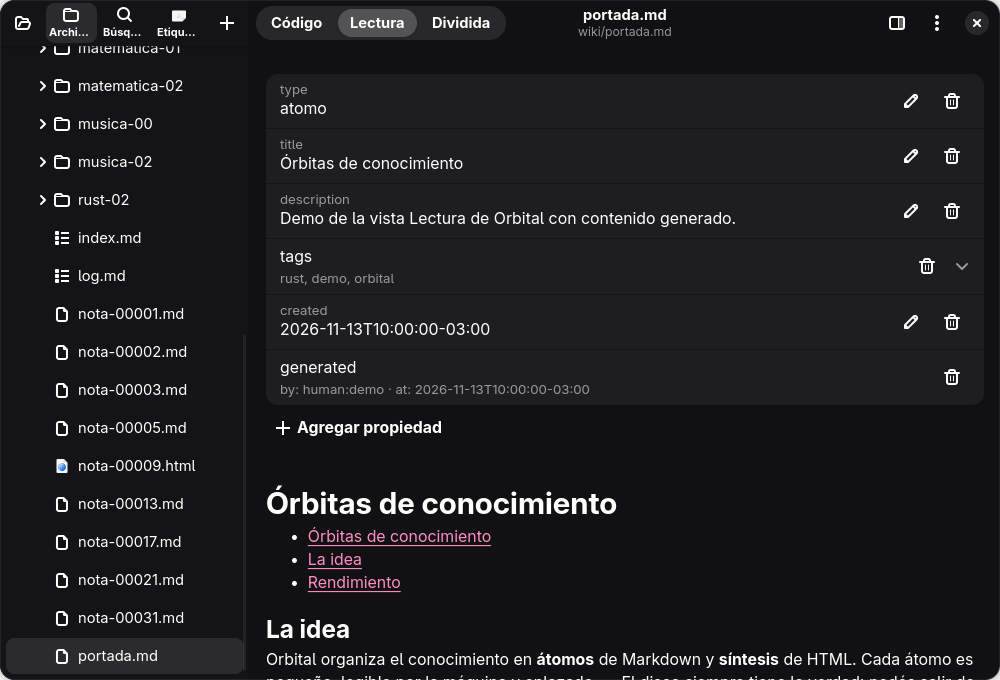 Archi...
Búsq...
Etiqu...
Código
Lectura
Dividida
portada.md
wiki/portada.md
matematica-01
matematica-02
musica-00
musica-02
rust-02
index.md
log.md
nota-00001.md
nota-00002.md
nota-00003.md
nota-00005.md
nota-00009.html
nota-00013.md
nota-00017.md
nota-00021.md
nota-00031.md
portada.md
type
atomo
title
Órbitas de conocimiento
description
Demo de la vista Lectura de Orbital con contenido generado.
tags
rust, demo, orbital
created
2026-11-13T10:00:00-03:00
generated
by: human:demo · at: 2026-11-13T10:00:00-03:00
Agregar propiedad
Órbitas de conocimiento
• Órbitas de conocimiento
• La idea
• Rendimiento
La idea
Orbital organiza el conocimiento en átomos de Markdown y síntesis de HTML. Cada átomo es